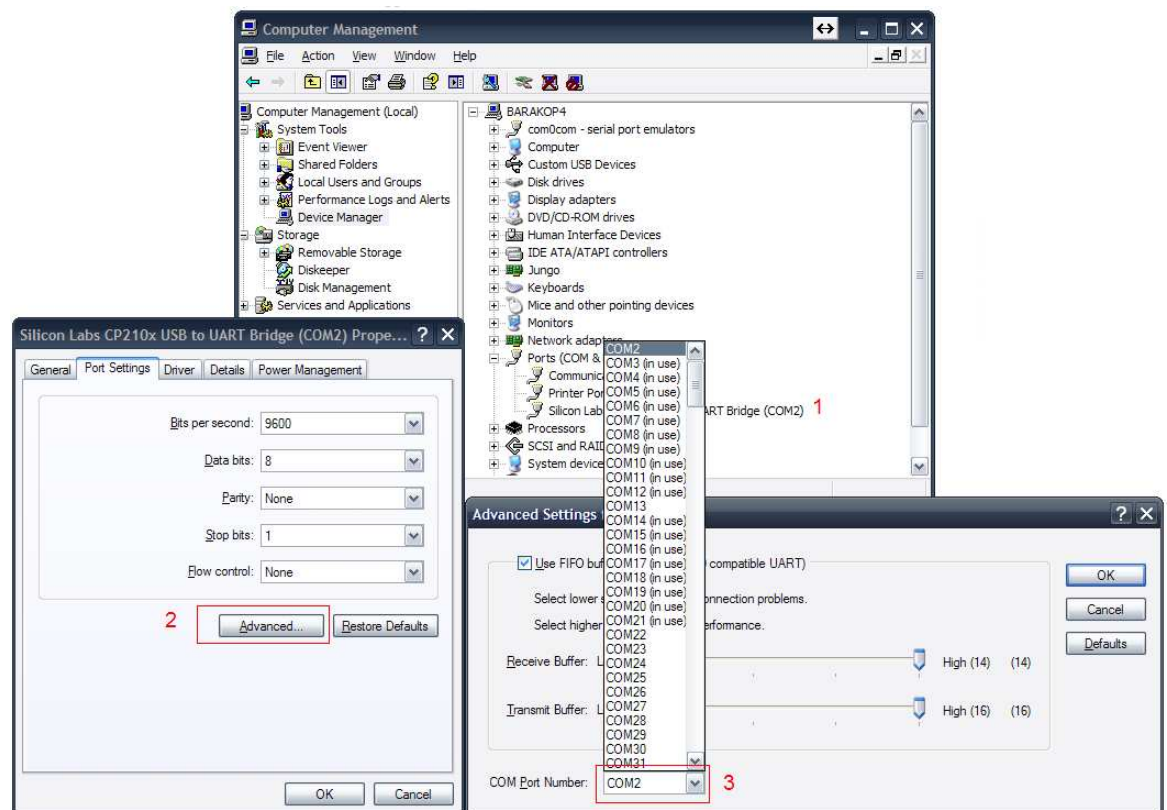 Computer Management
File Action View Window Help
Computer Management (Local)
System Tools
Event Viewer
Shared Folders
Local Users and Groups
Performance Logs and Alerts
Device Manager
Storage
Removable Storage
Diskeeper
Disk Management
Services and Applications
BARAKOP4
com0com - serial port emulators
Computer
Custom USB Devices
Disk drives
Display adapters
DVD/CD-ROM drives
Human Interface Devices
IDE ATA/ATAPI controllers
Jungo
Keyboards
Mice and other pointing devices
Monitors
Network adapters
Ports (COM &
Communic
Printer Por
Silicon Lab
ART Bridge (COM2) 1
Processors
SCSI and RAID
System device
Silicon Labs CP210x USB to UART Bridge (COM2) Prope...
General Port Settings Driver Details Power Management
Bits per second: 9600
Data bits: 8
Parity: None
Stop bits: 1
Flow control: None
2 Advanced... Restore Defaults
OK Cancel
COM2
COM3 (in use)
COM4 (in use)
COM5 (in use)
COM6 (in use)
COM7 (in use)
COM8 (in use)
COM9 (in use)
COM10 (in use)
COM11 (in use)
COM12 (in use)
COM13
COM14 (in use)
COM15 (in use)
COM16 (in use)
COM17 (in use)
COM18 (in use)
COM19 (in use)
COM20 (in use)
COM21 (in use)
COM22
COM23
COM24
COM25
COM26
COM27
COM28
COM29
COM30
COM31
Advanced Settings
Use FIFO buf
compatible UART)
Select lower
connection problems.
Select higher
performance.
Receive Buffer: L
High (14) (14)
Transmit Buffer: L
High (16) (16)
COM Port Number: COM2 3
OK
Cancel
Defaults